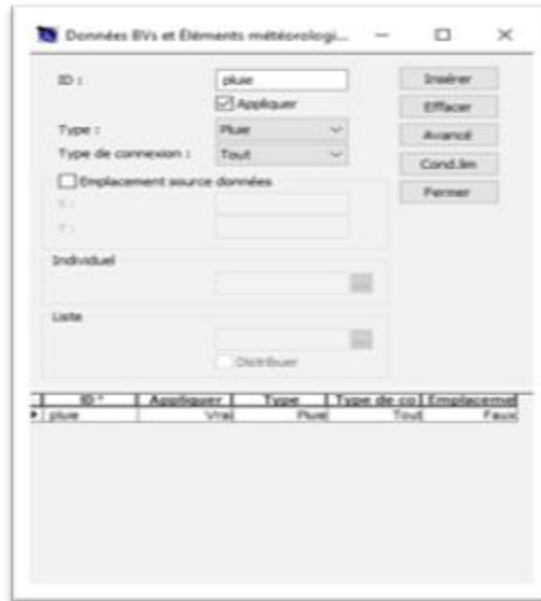 Données BVs et Éléments météorologi...
ID :
pluie
Insérer
Appliquer
Effacer
Type :
Pluie
Avancé
Type de connexion :
Tout
Cond.lim
Emplacement source données
Fermer
X :
Y :
Individuel
...
Liste
...
Distribuer
ID * Appliquer Type Type de co Emplaceme
pluie Vrai Pluie Tout Faux